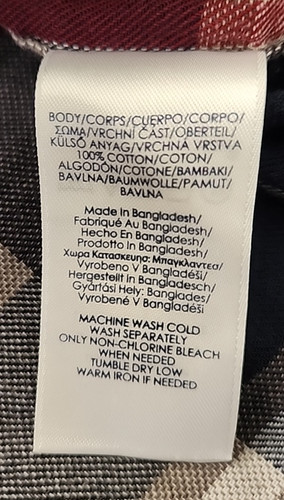 BODY/CORPS/CUERPO/CORPO/
ΣΩΜΑ/VRCHNÍ ČÁST/OBERTEIL/
KÜLSŐ ANYAG/VRCHNÁ VRSTVA
100% COTTON/COTON/
ALGODÓN/COTONE/ΒΑΜΒΑΚΙ/
BAVLNA/BAUMWOLLE/PAMUT/
BAVLNA
Made In Bangladesh/
Fabriqué Au Bangladesh/
Hecho En Bangladesh/
Prodotto In Bangladesh/
Χωρα Κατασκευησ: Μπαγκλαντεσ/
Vyrobeno V Bangladéši/
Hergestellt in Bangladesch/
Gyártási Hely: Banglades/
Vyrobené V Bangladéši
MACHINE WASH COLD
WASH SEPARATELY
ONLY NON-CHLORINE BLEACH
WHEN NEEDED
TUMBLE DRY LOW
WARM IRON IF NEEDED